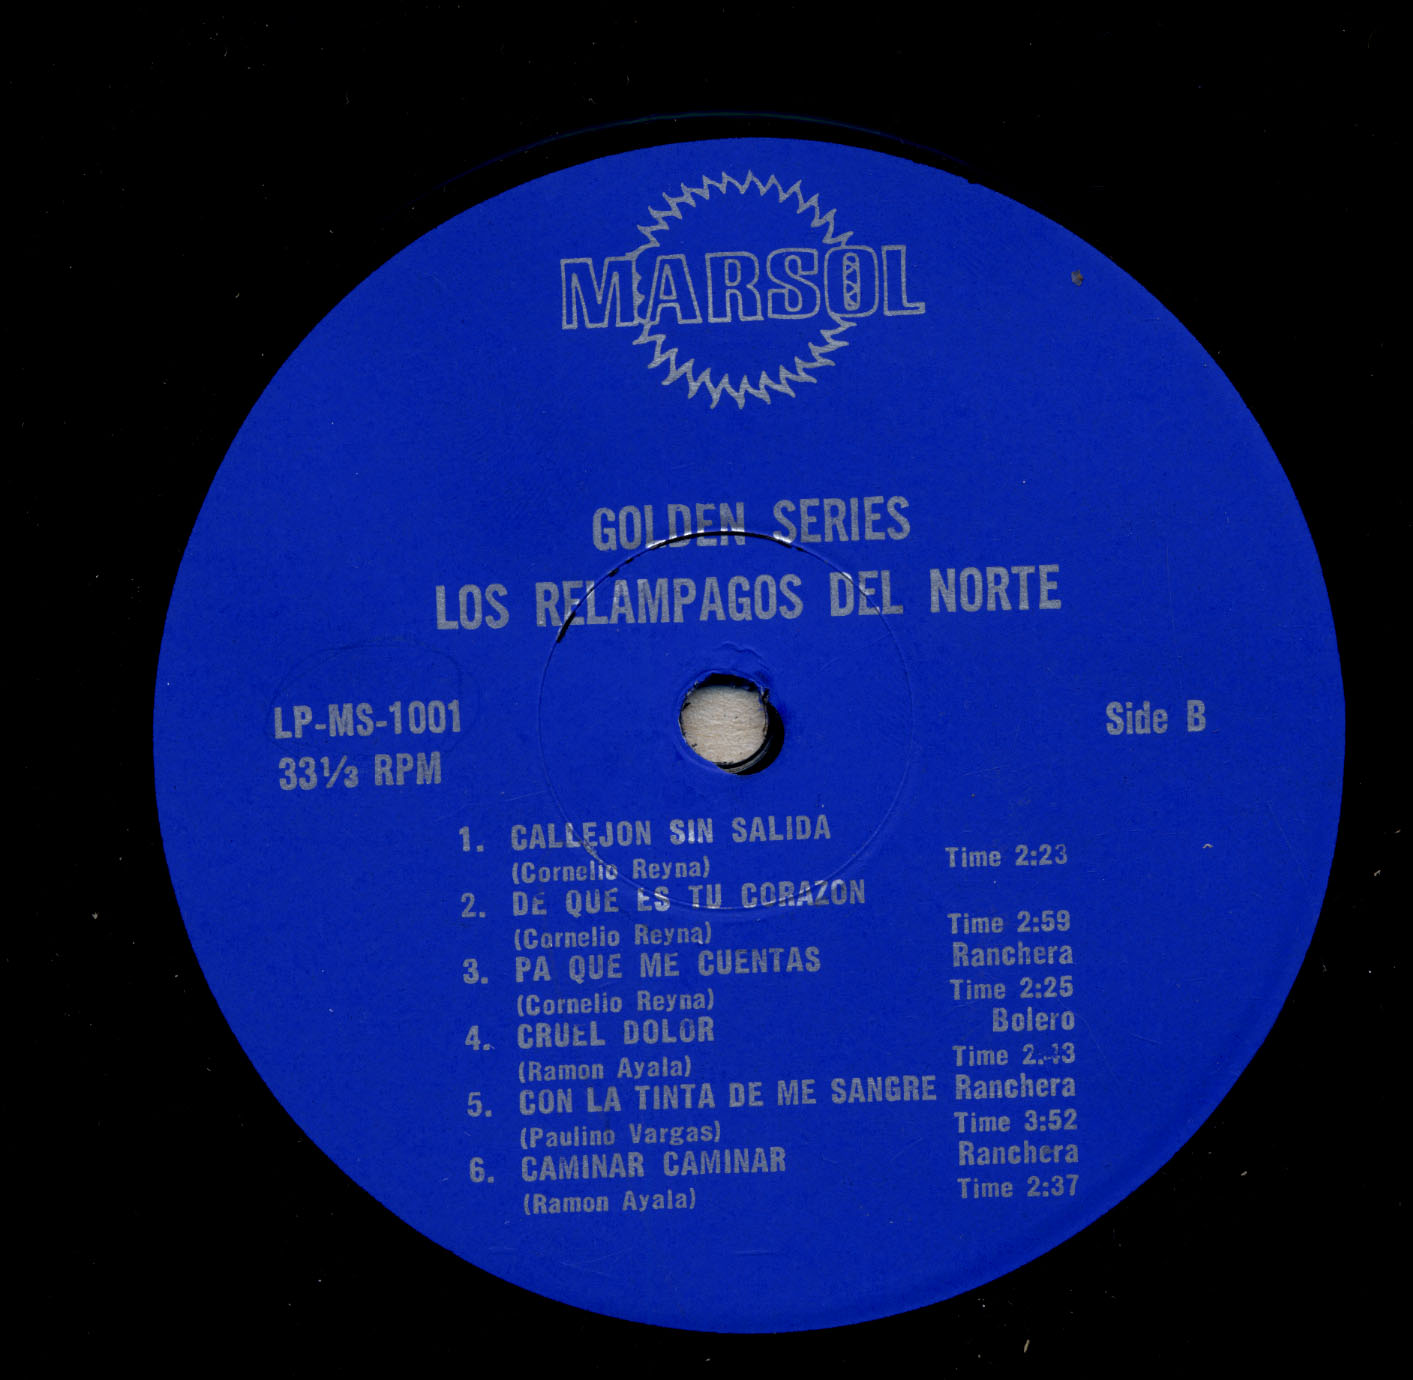 MARSOL
GOLDEN SERIES
LOS RELAMPAGOS DEL NORTE
LP-MS-1001
33⅓ RPM
Side B
1. CALLEJON SIN SALIDA
(Cornelio Reyna) Time 2:23
2. DE QUE ES TU CORAZON
(Cornelio Reyna) Time 2:59
3. PA QUE ME CUENTAS Ranchera
(Cornelio Reyna) Time 2:25
4. CRUEL DOLOR Bolero
(Ramon Ayala) Time 2:43
5. CON LA TINTA DE ME SANGRE Ranchera
(Paulino Vargas) Time 3:52
6. CAMINAR CAMINAR Ranchera
(Ramon Ayala) Time 2:37